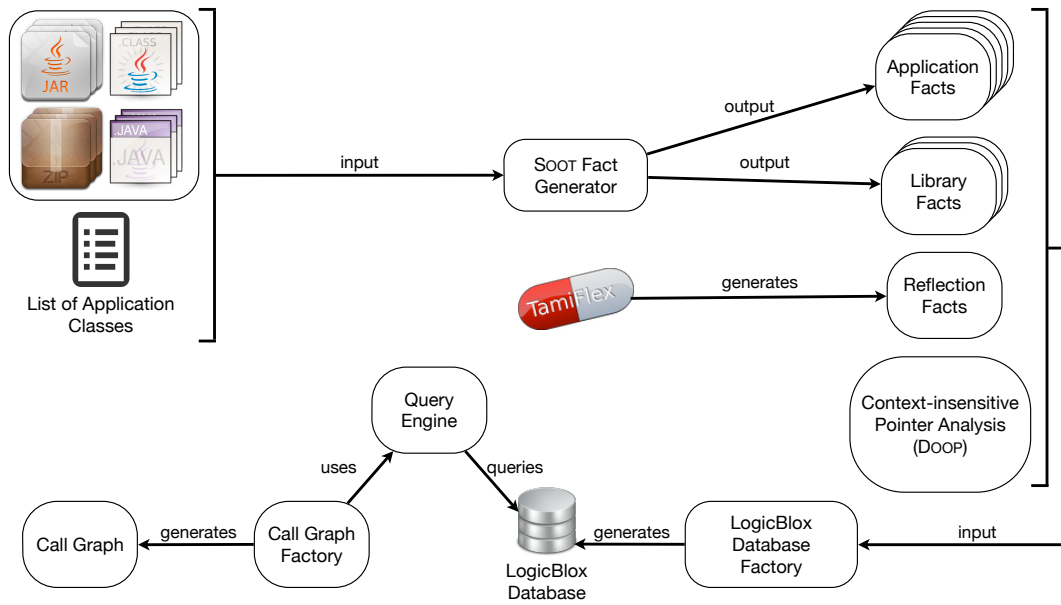 JAR
.CLASS
ZIP
.JAVA
.JAVA
List of Application
Classes
input
SOOT Fact
Generator
output
output
Application
Facts
Library
Facts
TamiFlex
generates
Reflection
Facts
Context-insensitive
Pointer Analysis
(DOOP)
Query
Engine
uses
queries
Call Graph
generates
Call Graph
Factory
LogicBlox
Database
generates
LogicBlox
Database
Factory
input